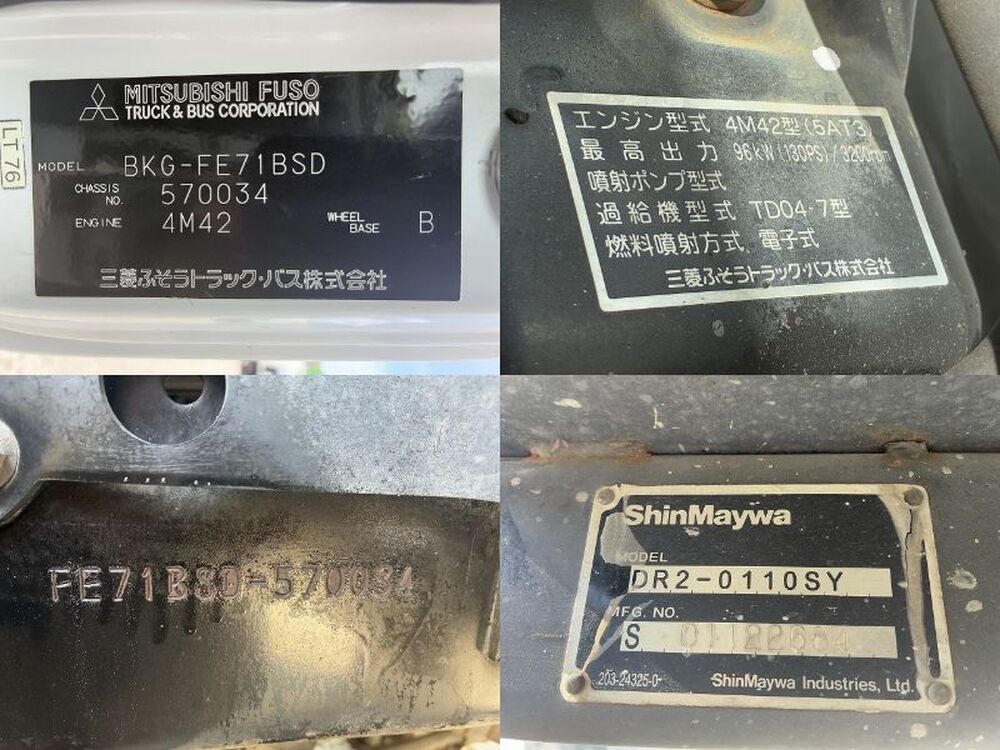 MITSUBISHI FUSO
TRUCK & BUS CORPORATION
LT-76
MODEL BKG-FE71BSD
CHASSIS NO. 570034
ENGINE 4M42 WHEEL BASE B
三菱ふそうトラック・バス株式会社
エンジン型式 4M42型(5AT3)
最高出力 96kW(130PS)/3200rpm
噴射ポンプ型式
過給機型式 TD04-7型
燃料噴射方式 電子式
三菱ふそうトラック・バス株式会社
FE71BSD-570034
ShinMaywa
MODEL
DR2-0110SY
MFG. NO.
S
203-24325-0
ShinMaywa Industries, Ltd.